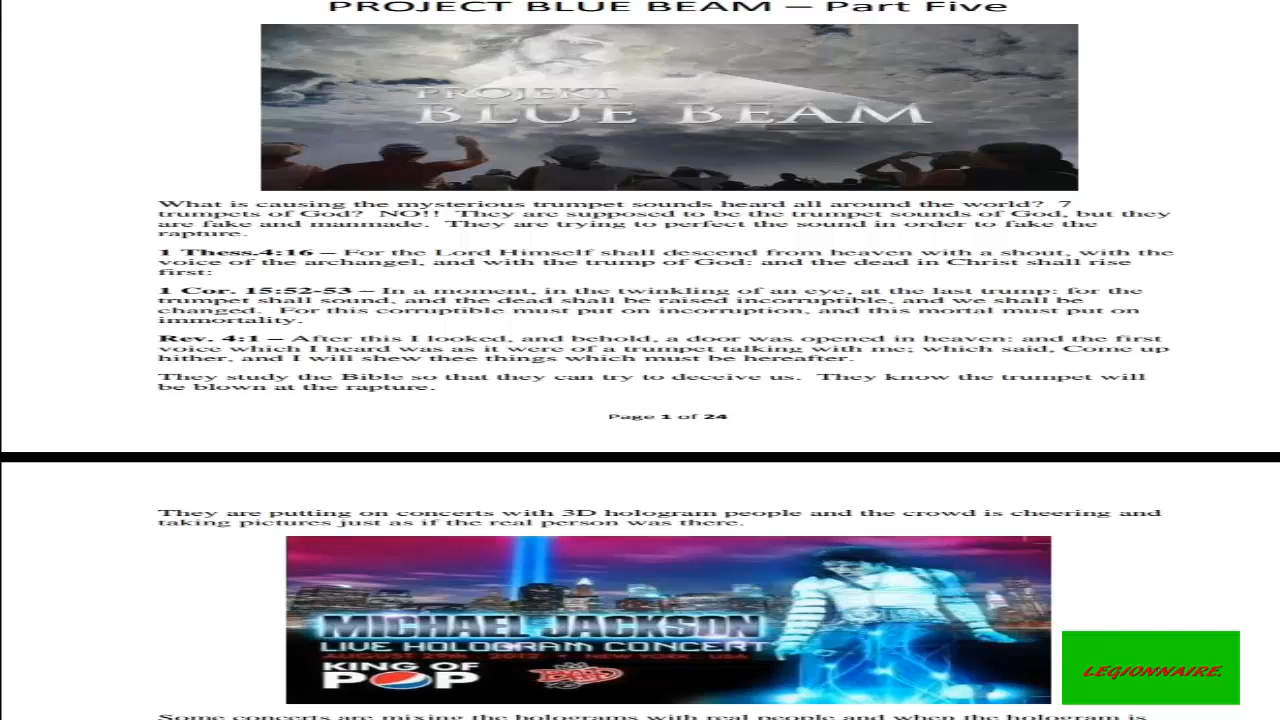 PROJECT BLUE BEAM – Part Five
PROJEKT
BLUE BEAM
What is causing the mysterious trumpet sounds heard all around the world? 7
trumpets of God? NO!! They are supposed to be the trumpet sounds of God, but they
are fake and manmade. They are trying to perfect the sound in order to fake the
rapture.
1 Thess.4:16 – For the Lord Himself shall descend from heaven with a shout, with the
voice of the archangel, and with the trump of God: and the dead in Christ shall rise
first:
1 Cor. 15:52-53 – In a moment, in the twinkling of an eye, at the last trump: for the
trumpet shall sound, and the dead shall be raised incorruptible, and we shall be
changed. For this corruptible must put on incorruption, and this mortal must put on
immortality.
Rev. 4:1 – After this I looked, and behold, a door was opened in heaven: and the first
voice which I heard was as it were of a trumpet talking with me; which said, Come up
hither, and I will shew thee things which must be hereafter.
They study the Bible so that they can try to deceive us. They know the trumpet will
be blown at the rapture.
Page 1 of 24
They are putting on concerts with 3D hologram people and the crowd is cheering and
taking pictures just as if the real person was there.
MICHAEL JACKSON
LIVE HOLOGRAM CONCERT
AUGUST 29th 2012 • NEW YORK USA
KING OF
POP
LEGIONNAIRE.
Some concerts are mixing the holograms with real people and when the hologram is